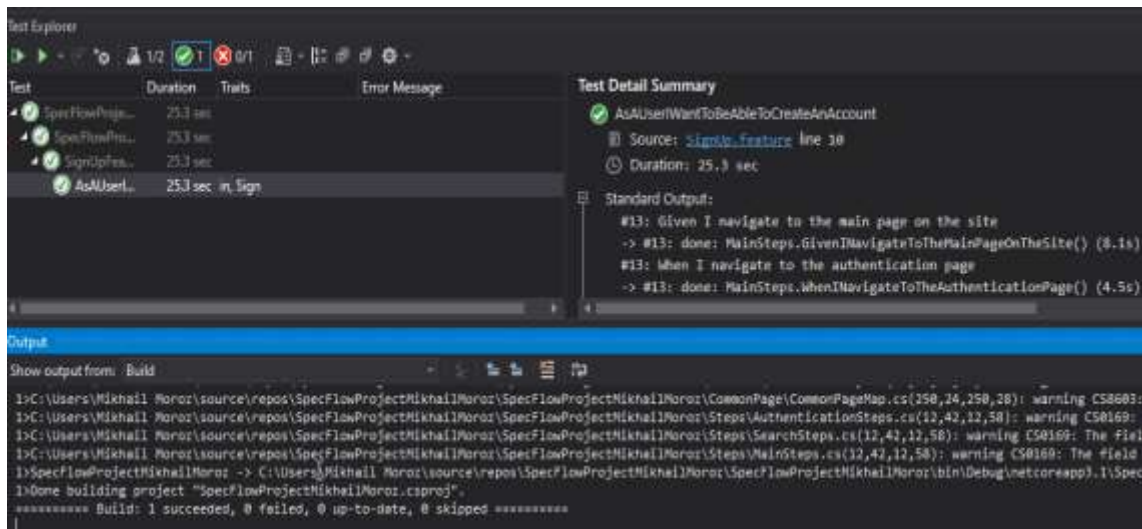 Test Explorer
1/2 1 0/1
Test Duration Traits Error Message
SpecFlowProje... 25.3 sec
SpecFlowPro... 25.3 sec
SignUpFea... 25.3 sec
AsAUserI... 25.3 sec in, Sign
Test Detail Summary
AsAUserIWantToBeAbleToCreateAnAccount
Source: SignUp.feature line 10
Duration: 25.3 sec
Standard Output:
#13: Given I navigate to the main page on the site
-> #13: done: MainSteps.GivenINavigateToTheMainPageOnTheSite() (8.1s)
#13: When I navigate to the authentication page
-> #13: done: MainSteps.WhenINavigateToTheAuthenticationPage() (4.5s)
Output
Show output from: Build
1>C:\Users\Mikhail Moroz\source\repos\SpecFlowProjectMikhailMoroz\SpecFlowProjectMikhailMoroz\CommonPage\CommonPageMap.cs(250,24,250,28): warning CS8603:
1>C:\Users\Mikhail Moroz\source\repos\SpecFlowProjectMikhailMoroz\SpecFlowProjectMikhailMoroz\Steps\AuthenticationSteps.cs(12,42,12,58): warning CS0169:
1>C:\Users\Mikhail Moroz\source\repos\SpecFlowProjectMikhailMoroz\SpecFlowProjectMikhailMoroz\Steps\SearchSteps.cs(12,42,12,58): warning CS0169: The fiel
1>C:\Users\Mikhail Moroz\source\repos\SpecFlowProjectMikhailMoroz\SpecFlowProjectMikhailMoroz\Steps\MainSteps.cs(12,42,12,58): warning CS0169: The field
1>SpecFlowProjectMikhailMoroz -> C:\Users\Mikhail Moroz\source\repos\SpecFlowProjectMikhailMoroz\SpecFlowProjectMikhailMoroz\bin\Debug\netcoreapp3.1\Spec
1>Done building project "SpecFlowProjectMikhailMoroz.csproj".
========== Build: 1 succeeded, 0 failed, 0 up-to-date, 0 skipped ==========